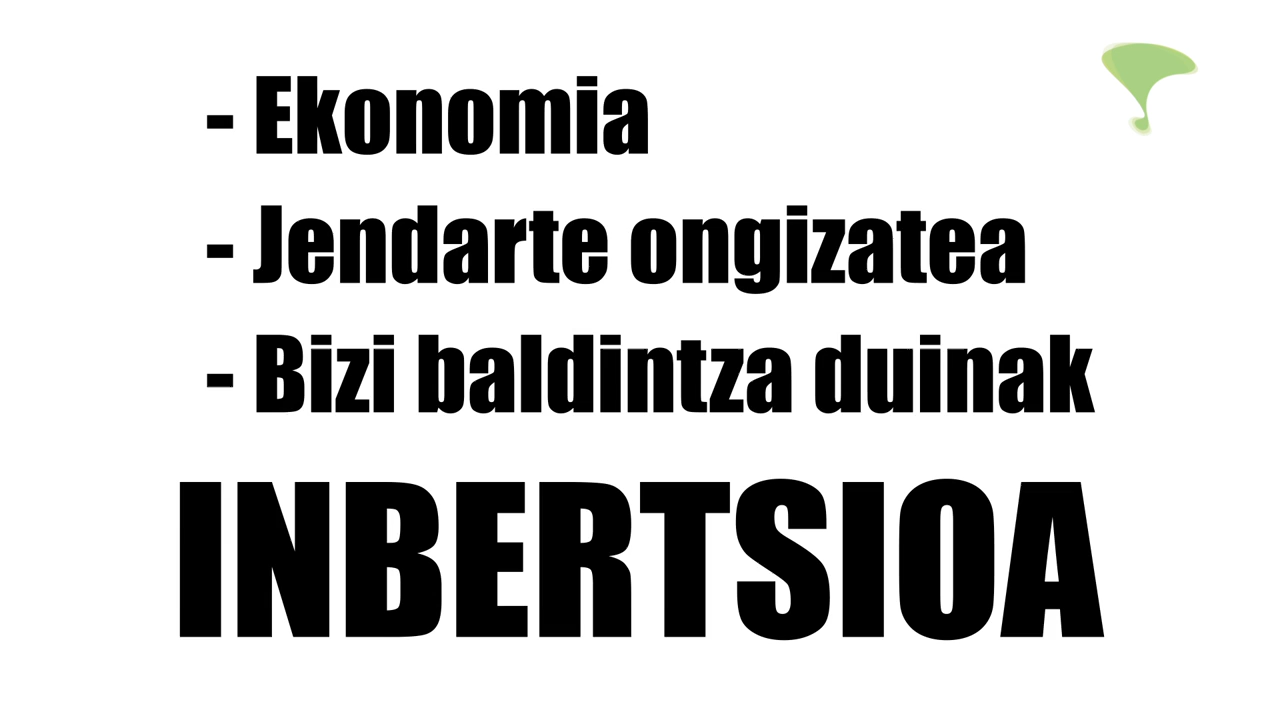 - Ekonomia
- Jendarte ongizatea
- Bizi baldintza duinak
INBERTSIOA